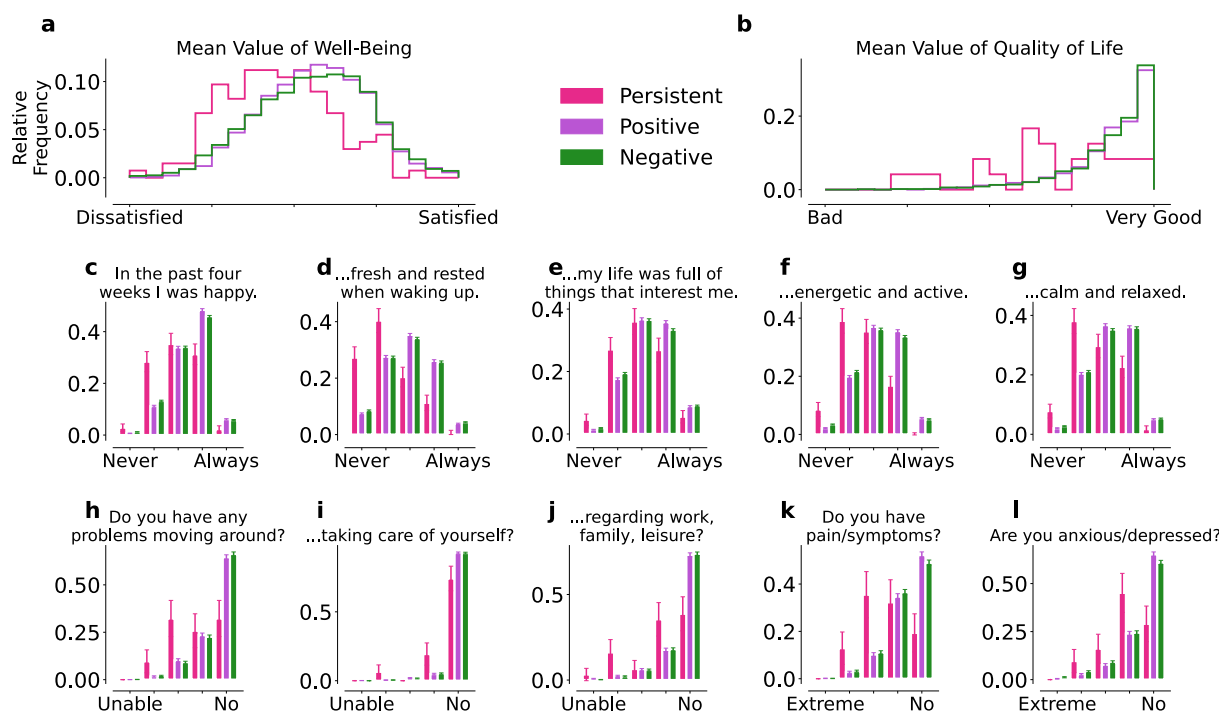 a
Mean Value of Well-Being
Relative
Frequency
0.10
0.05
0.00
Dissatisfied
Satisfied
Persistent
Positive
Negative
b
Mean Value of Quality of Life
0.2
0.0
Bad
Very Good
c
In the past four
weeks I was happy.
0.4
0.2
0.0
Never
Always
d
...fresh and rested
when waking up.
0.4
0.2
0.0
Never
Always
e
...my life was full of
things that interest me.
0.4
0.2
0.0
Never
Always
f
...energetic and active.
0.4
0.2
0.0
Never
Always
g
...calm and relaxed.
0.4
0.2
0.0
Never
Always
h
Do you have any
problems moving around?
0.50
0.25
0.00
Unable
No
i
...taking care of yourself?
0.5
0.0
Unable
No
j
...regarding work,
family, leisure?
0.50
0.25
0.00
Unable
No
k
Do you have
pain/symptoms?
0.4
0.2
0.0
Extreme
No
l
Are you anxious/depressed?
0.50
0.25
0.00
Extreme
No